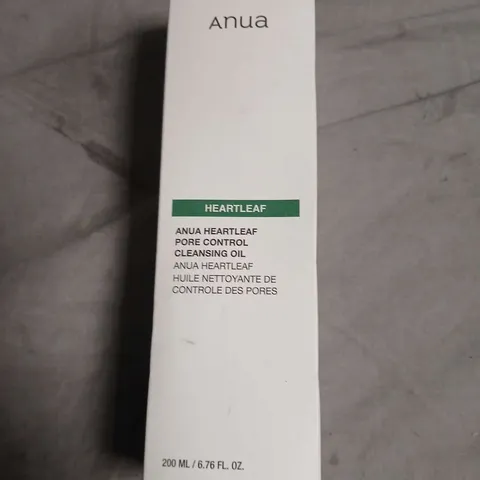 Anua
HEARTLEAF
ANUA HEARTLEAF
PORE CONTROL
CLEANSING OIL
ANUA HEARTLEAF
HUILE NETTOYANTE DE
CONTROLE DES PORES
200 ML / 6.76 FL. OZ.